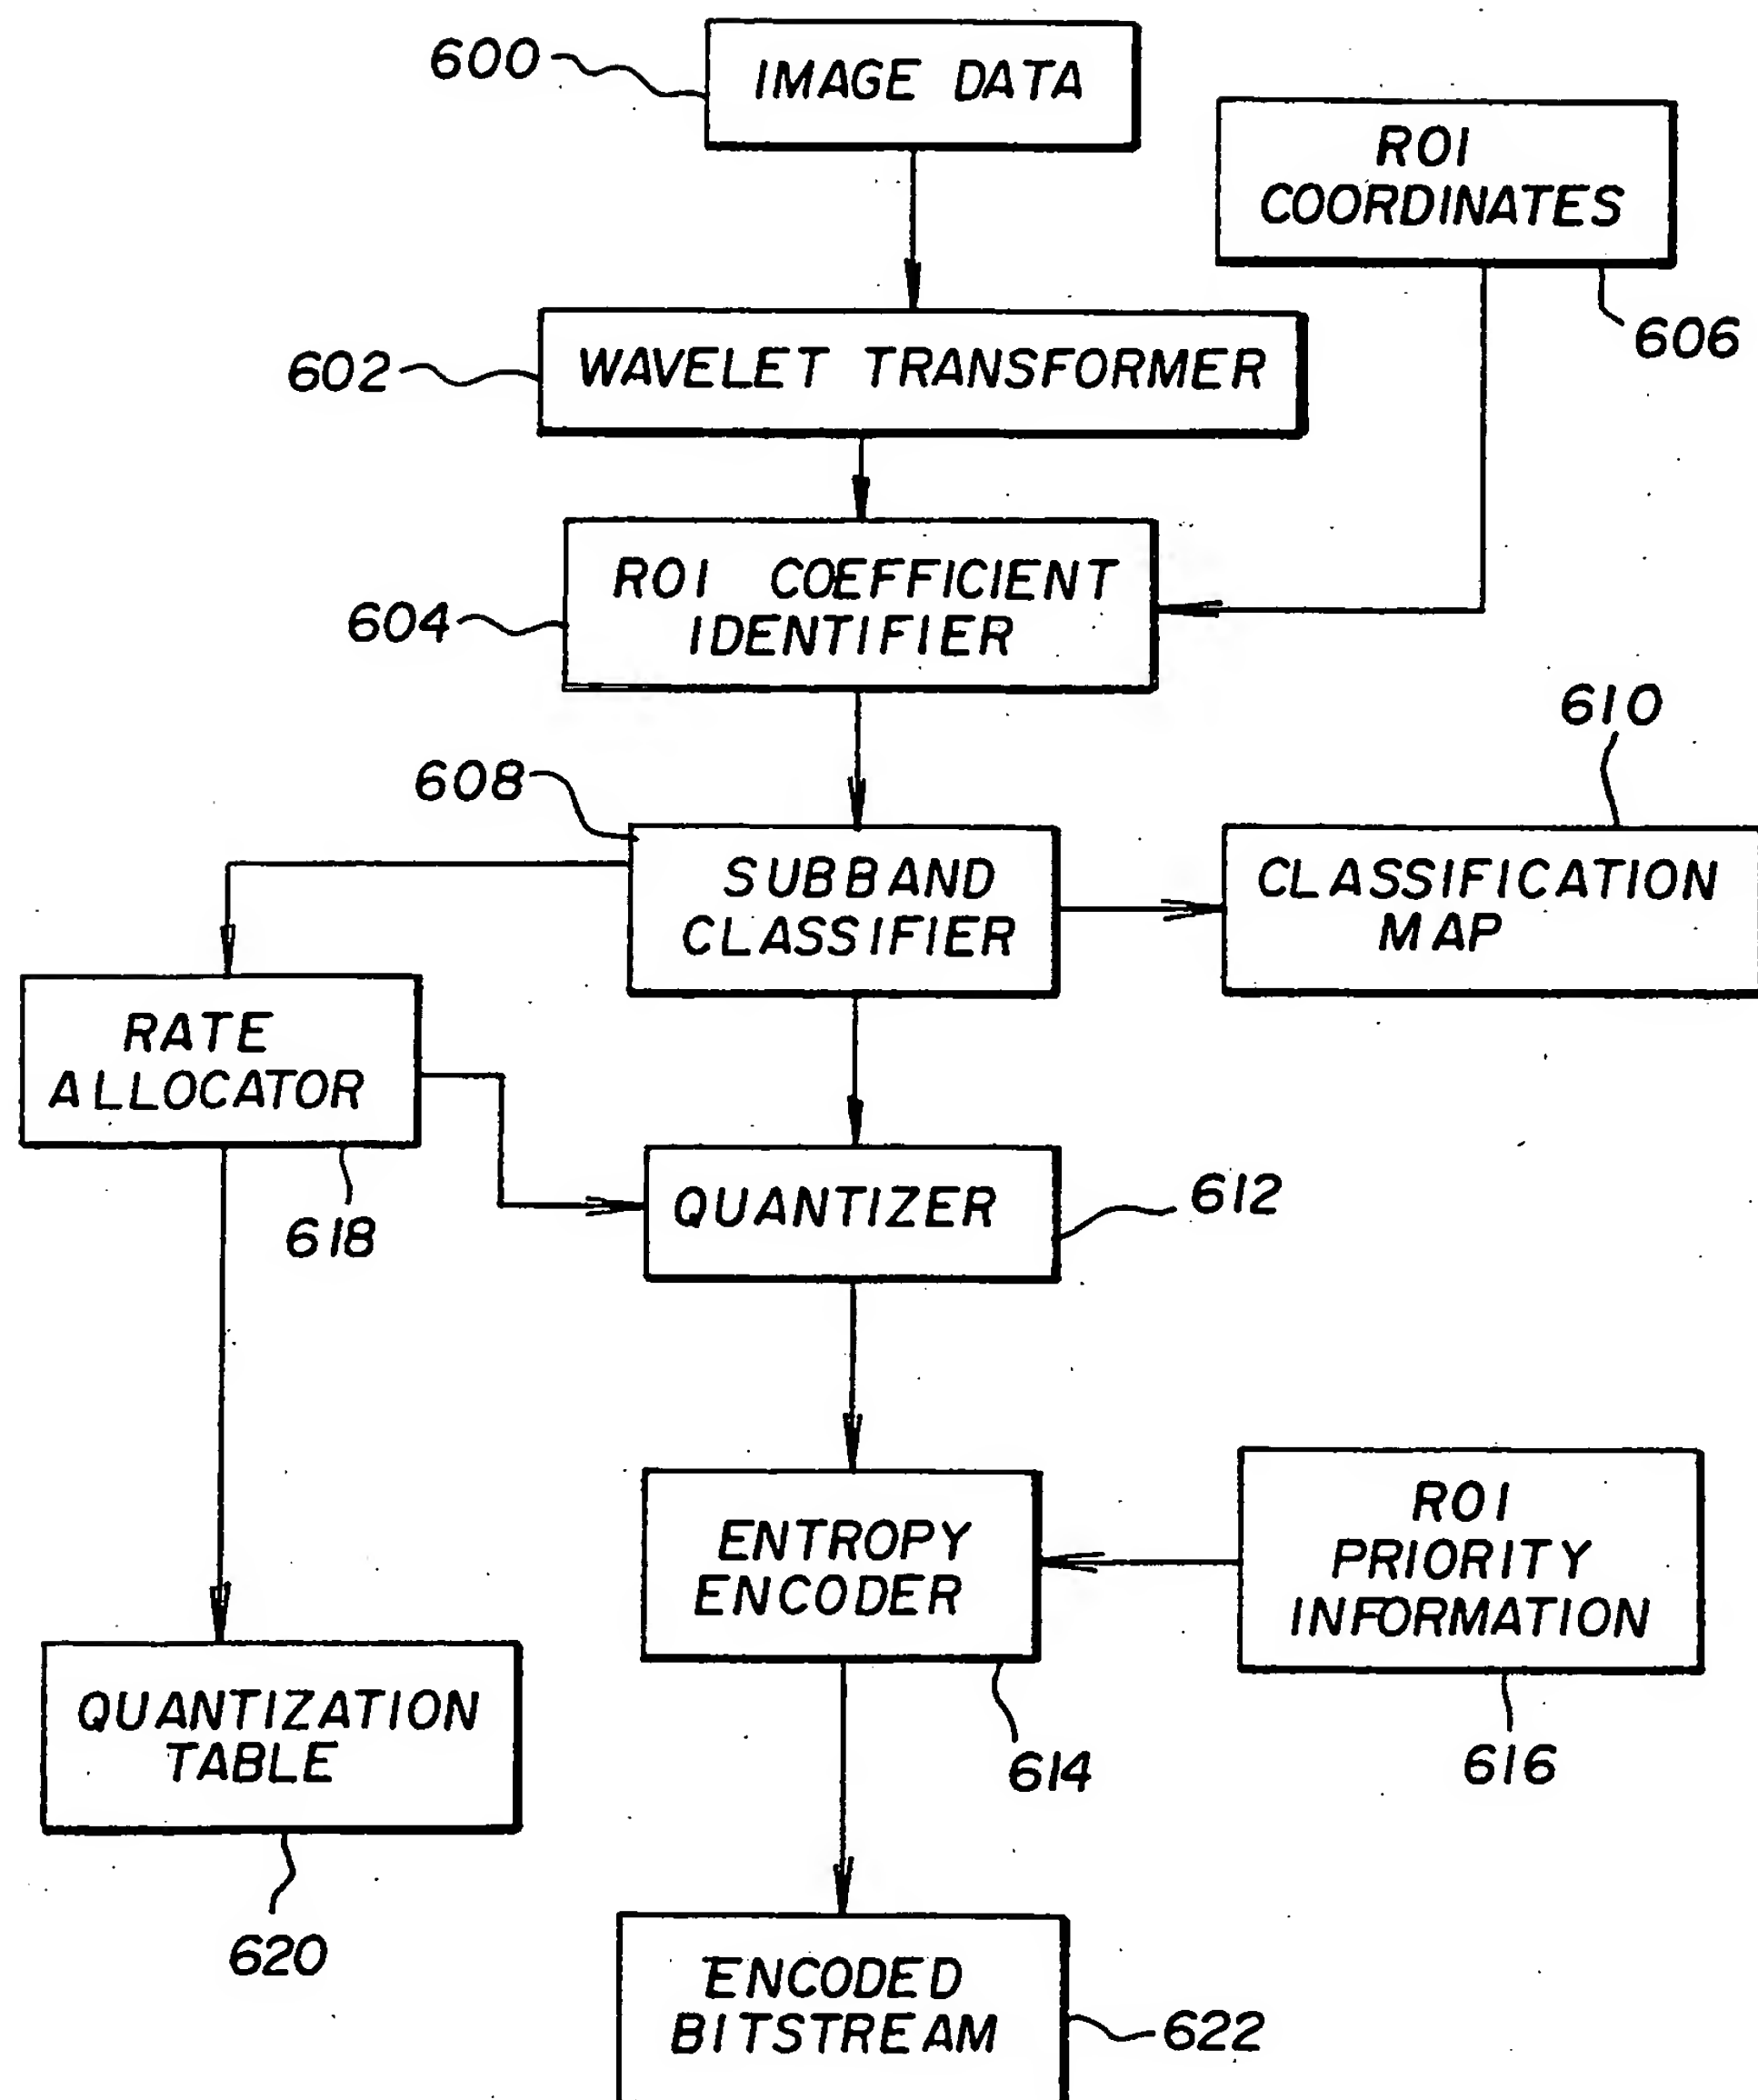 600
IMAGE DATA
ROI
COORDINATES
606
602
WAVELET TRANSFORMER
604
ROI COEFFICIENT
IDENTIFIER
610
608
SUBBAND
CLASSIFIER
CLASSIFICATION
MAP
RATE
ALLOCATOR
618
QUANTIZER
612
ENTROPY
ENCODER
614
ROI
PRIORITY
INFORMATION
616
QUANTIZATION
TABLE
620
ENCODED
BITSTREAM
622